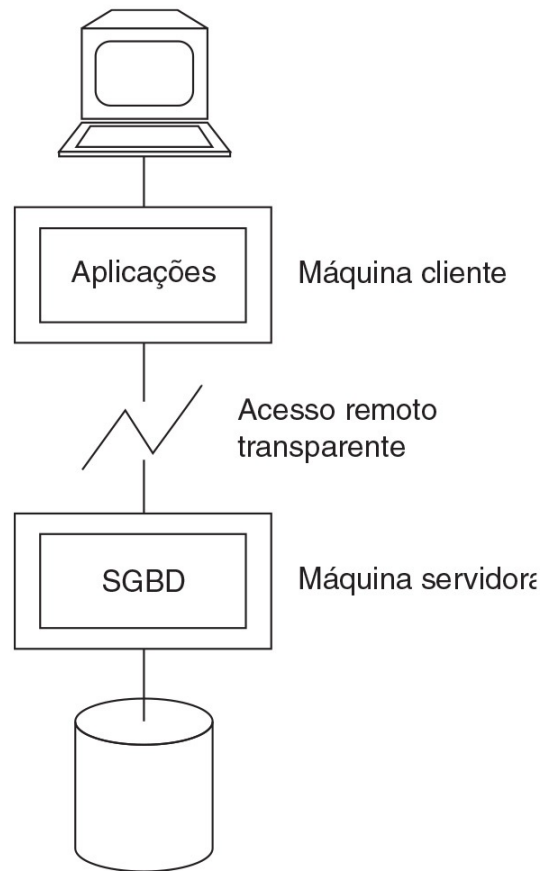 Aplicações
Máquina cliente
Acesso remoto
transparente
SGBD
Máquina servidora